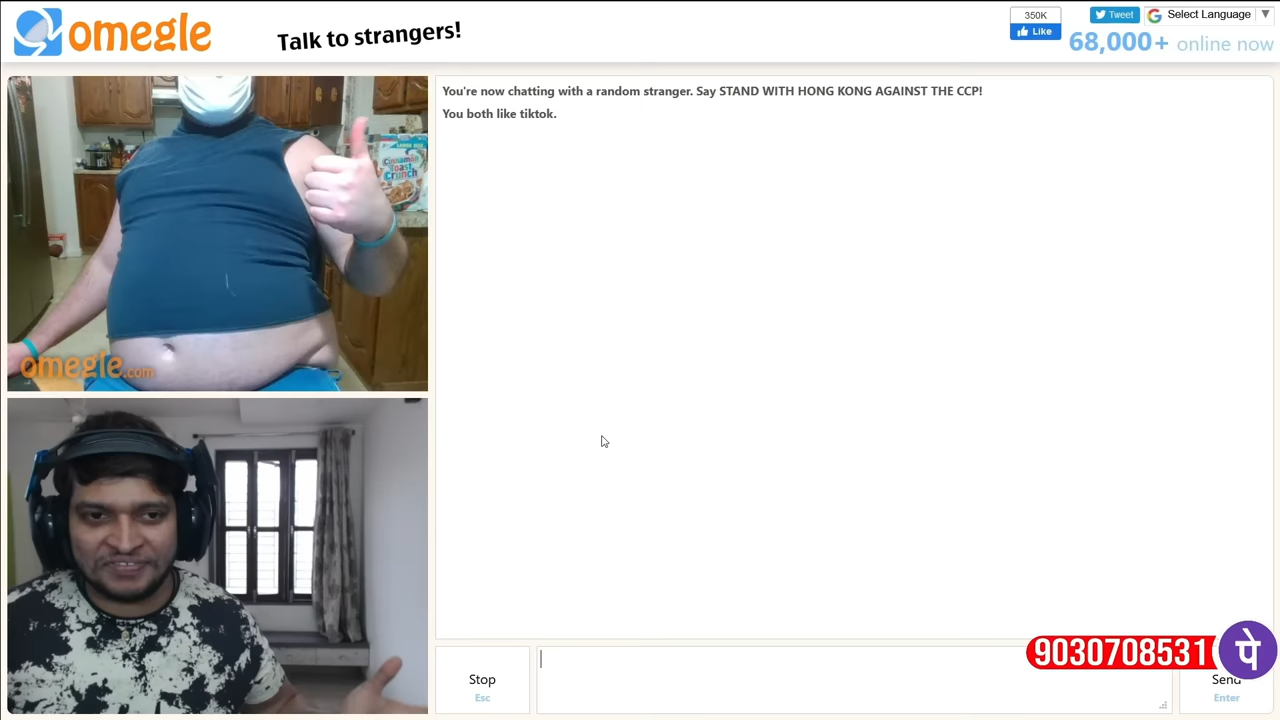 omegle
Talk to strangers!
350K
Like
Tweet
Select Language
68,000+ online now
You're now chatting with a random stranger. Say STAND WITH HONG KONG AGAINST THE CCP!
You both like tiktok.
LARGE SIZE
Cinnamon
Toast
Crunch
omegle.com
Stop
Esc
9030708531
पे
Send
Enter